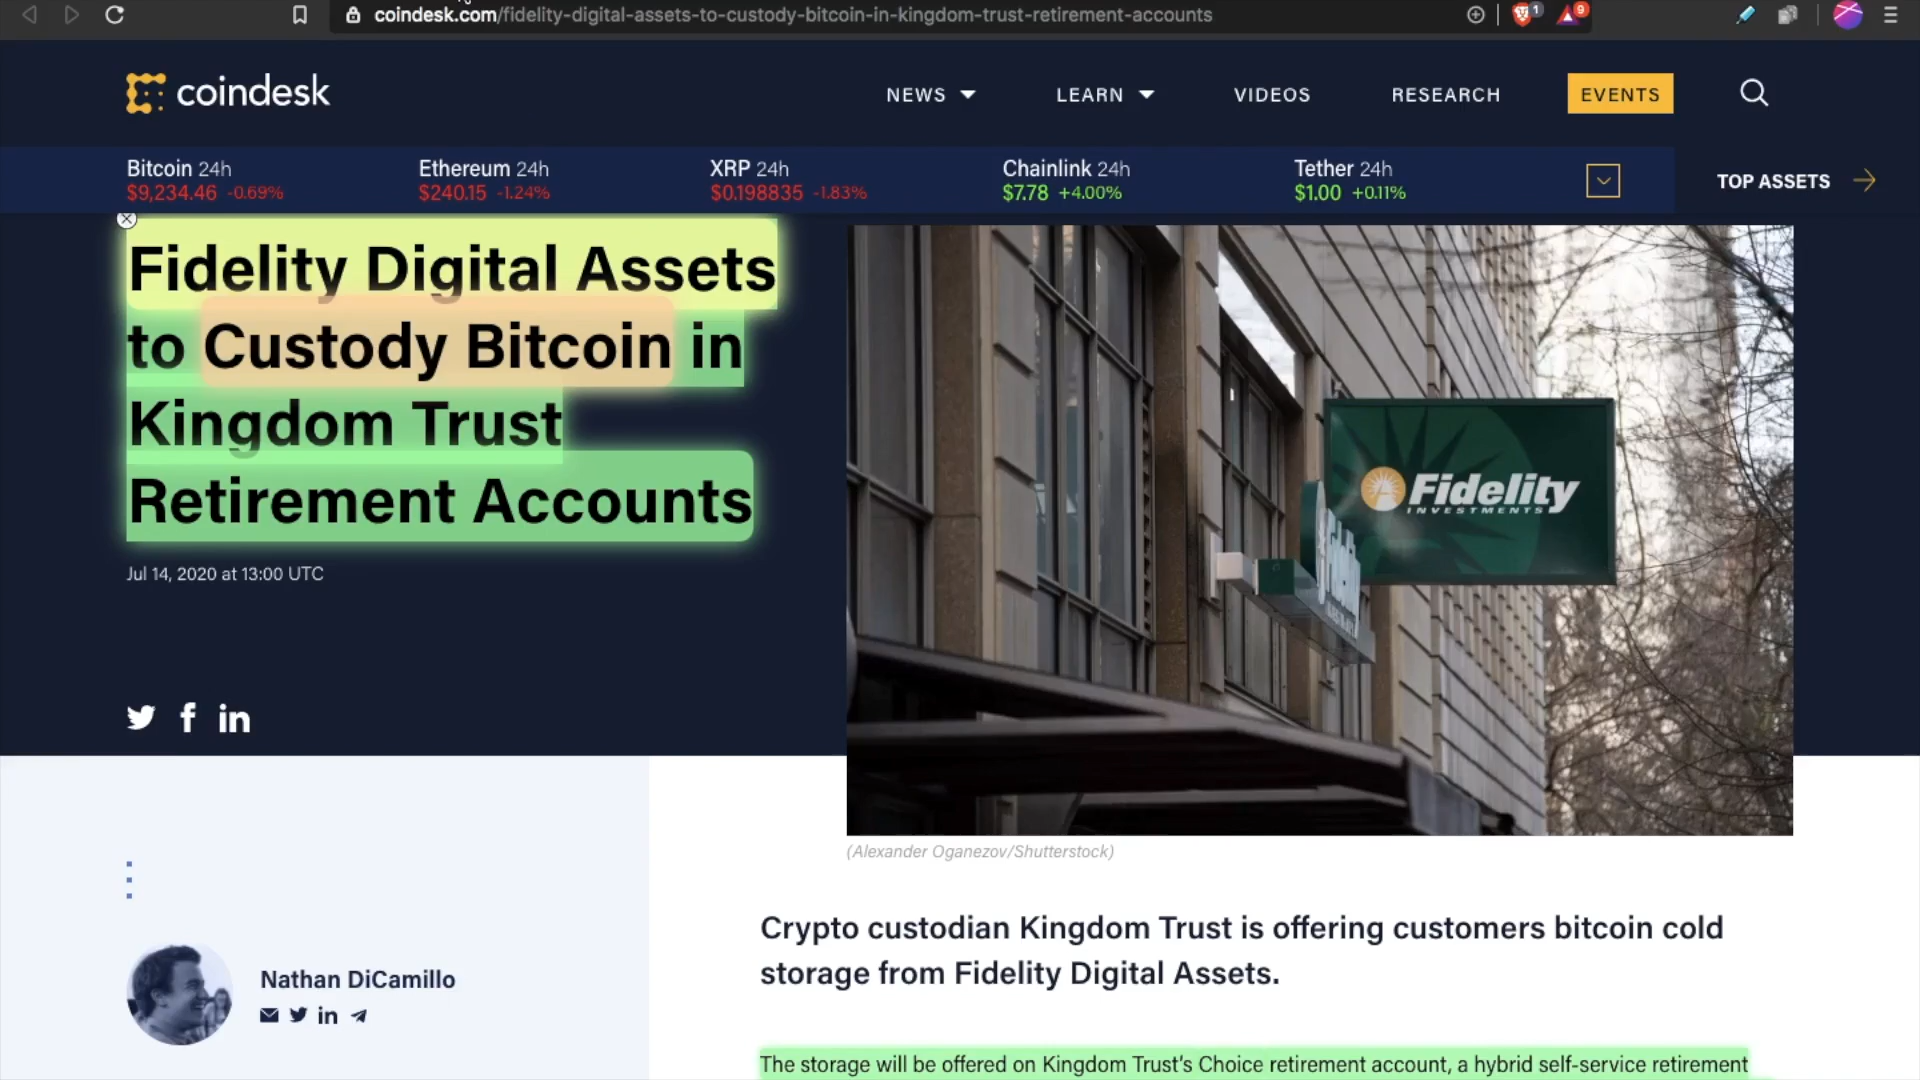 coindesk.com/fidelity-digital-assets-to-custody-bitcoin-in-kingdom-trust-retirement-accounts
1
9
coindesk
NEWS
LEARN
VIDEOS
RESEARCH
EVENTS
Bitcoin 24h
$9,234.46 -0.69%
Ethereum 24h
$240.15 -1.24%
XRP 24h
$0.198835 -1.83%
Chainlink 24h
$7.78 +4.00%
Tether 24h
$1.00 +0.11%
TOP ASSETS
Fidelity Digital Assets
to Custody Bitcoin in
Kingdom Trust
Retirement Accounts
Jul 14, 2020 at 13:00 UTC
Fidelity
INVESTMENTS
(Alexander Oganezov/Shutterstock)
Nathan DiCamillo
Crypto custodian Kingdom Trust is offering customers bitcoin cold
storage from Fidelity Digital Assets.
The storage will be offered on Kingdom Trust's Choice retirement account, a hybrid self-service retirement